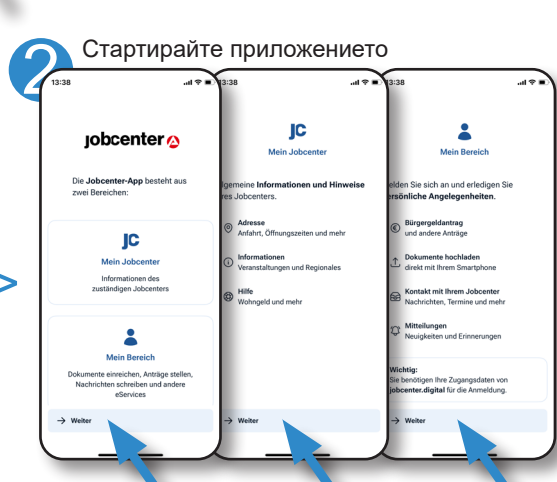 2 Стартирайте приложението
13:38
jobcenter
Die Jobcenter-App besteht aus
zwei Bereichen:
JC
Mein Jobcenter
Informationen des
zuständigen Jobcenters
Mein Bereich
Dokumente einreichen, Anträge stellen,
Nachrichten schreiben und andere
eServices
→ Weiter
3:38
JC
Mein Jobcenter
lgemeine Informationen und Hinweise
res Jobcenters.
Adresse
Anfahrt, Öffnungszeiten und mehr
Informationen
Veranstaltungen und Regionales
Hilfe
Wohngeld und mehr
→ Weiter
3:38
Mein Bereich
elden Sie sich an und erledigen Sie
ersönliche Angelegenheiten.
Bürgergeldantrag
und andere Anträge
Dokumente hochladen
direkt mit Ihrem Smartphone
Kontakt mit Ihrem Jobcenter
Nachrichten, Termine und mehr
Mitteilungen
Neuigkeiten und Erinnerungen
Wichtig:
Sie benötigen Ihre Zugangsdaten von
jobcenter.digital für die Anmeldung.
→ Weiter